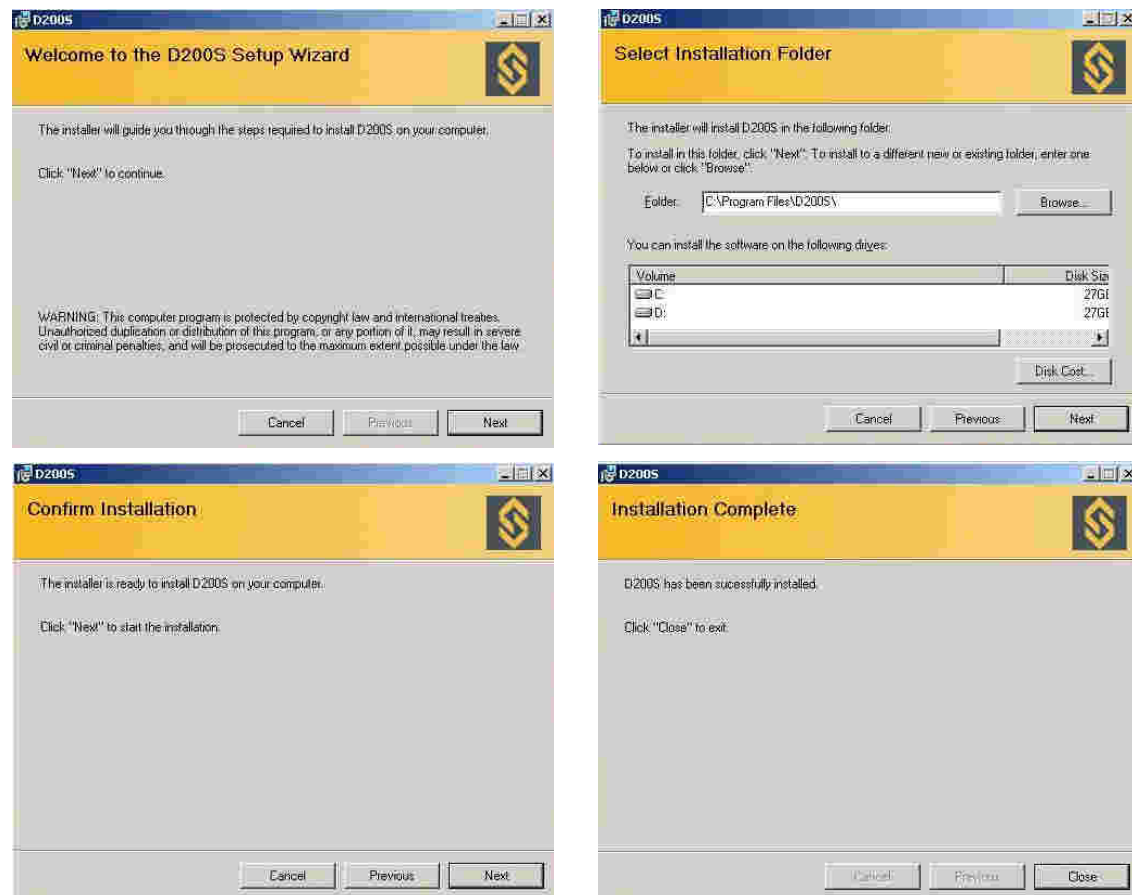 D200S
Welcome to the D200S Setup Wizard
The installer will guide you through the steps required to install D200S on your computer.
Click "Next" to continue.
WARNING: This computer program is protected by copyright law and international treaties.
Unauthorized duplication or distribution of this program, or any portion of it, may result in severe
civil or criminal penalties, and will be prosecuted to the maximum extent possible under the law
Cancel
Previous
Next
D200S
Select Installation Folder
The installer will install D200S in the following folder.
To install in this folder, click "Next". To install to a different new or existing folder, enter one
below or click "Browse".
Folder:
C:\Program Files\D200S\
Browse...
You can install the software on the following drives:
Volume
Disk Siz
C:
27GB
D:
27GB
Disk Cost...
Cancel
Previous
Next
D200S
Confirm Installation
The installer is ready to install D200S on your computer.
Click "Next" to start the installation.
Cancel
Previous
Next
D200S
Installation Complete
D200S has been sucessfully installed.
Click "Close" to exit.
Cancel
Previous
Close